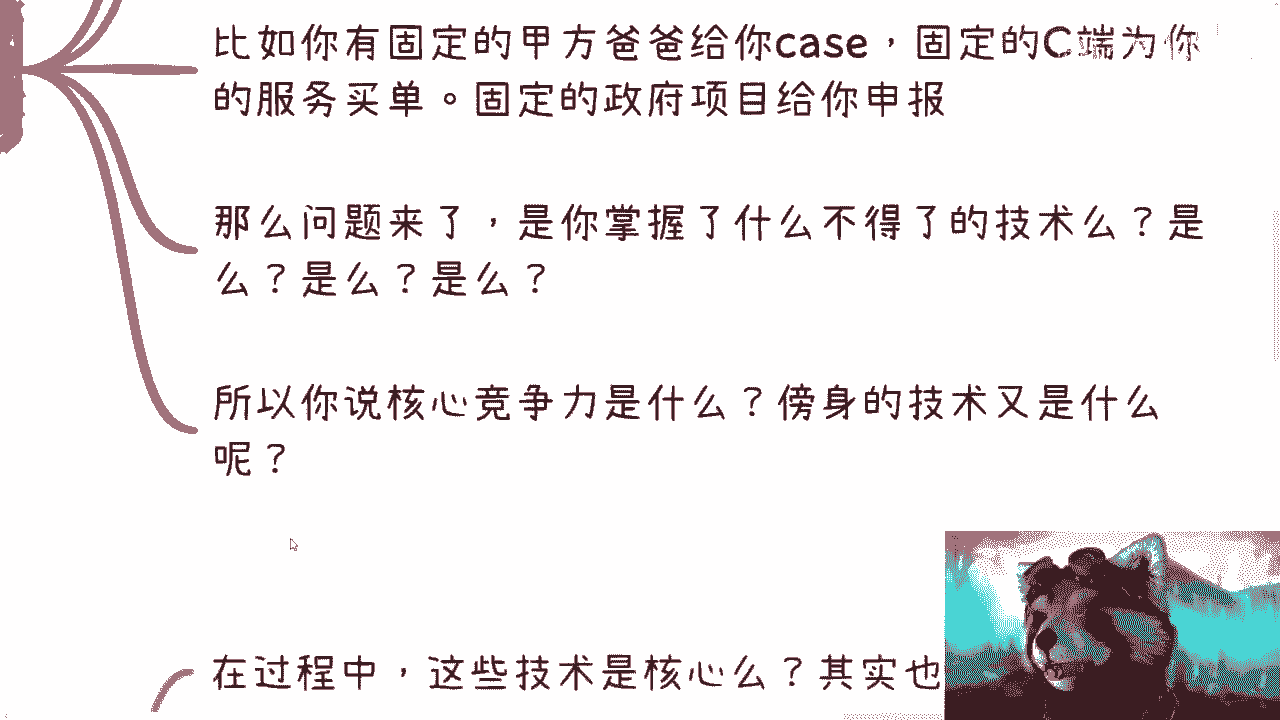 比如你有固定的甲方爸爸给你case，固定的C端为你
的服务买单。固定的政府项目给你申报
那么问题来了，是你掌握了什么不得了的技术么？是
么？是么？是么？
所以你说核心竞争力是什么？傍身的技术又是什么
呢？
在过程中，这些技术是核心么？其实也